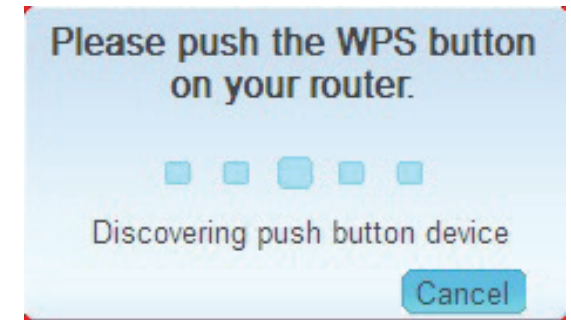 Please push the WPS button
on your router.
Discovering push button device
Cancel